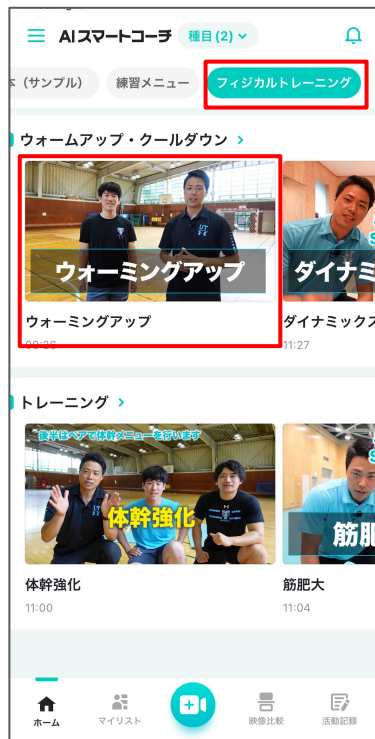 AIスマートコーチ 種目(2)
(サンプル) 練習メニュー フィジカルトレーニング
ウォームアップ・クールダウン
ウォーミングアップ ダイナミ
ウォーミングアップ ダイナミックス
11:27
トレーニング
後半はペアで体幹メニューを行います
体幹強化 筋肥
体幹強化 筋肥大
11:00 11:04
ホーム マイリスト 映像比較 活動記録